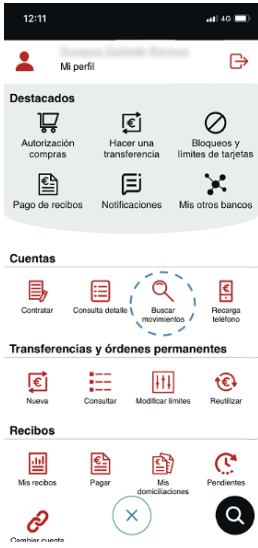 12:11
4G
Mi perfil
Destacados
Autorización
compras
Hacer una
transferencia
Bloqueos y
límites de tarjetas
Pago de recibos
Notificaciones
Mis otros bancos
Cuentas
Contratar
Consulta detalle
Buscar
movimientos
Recarga
teléfono
Transferencias y órdenes permanentes
Nueva
Consultar
Modificar límites
Reutilizar
Recibos
Mis recibos
Pagar
Mis
domiciliaciones
Pendientes
Cambiar cuenta